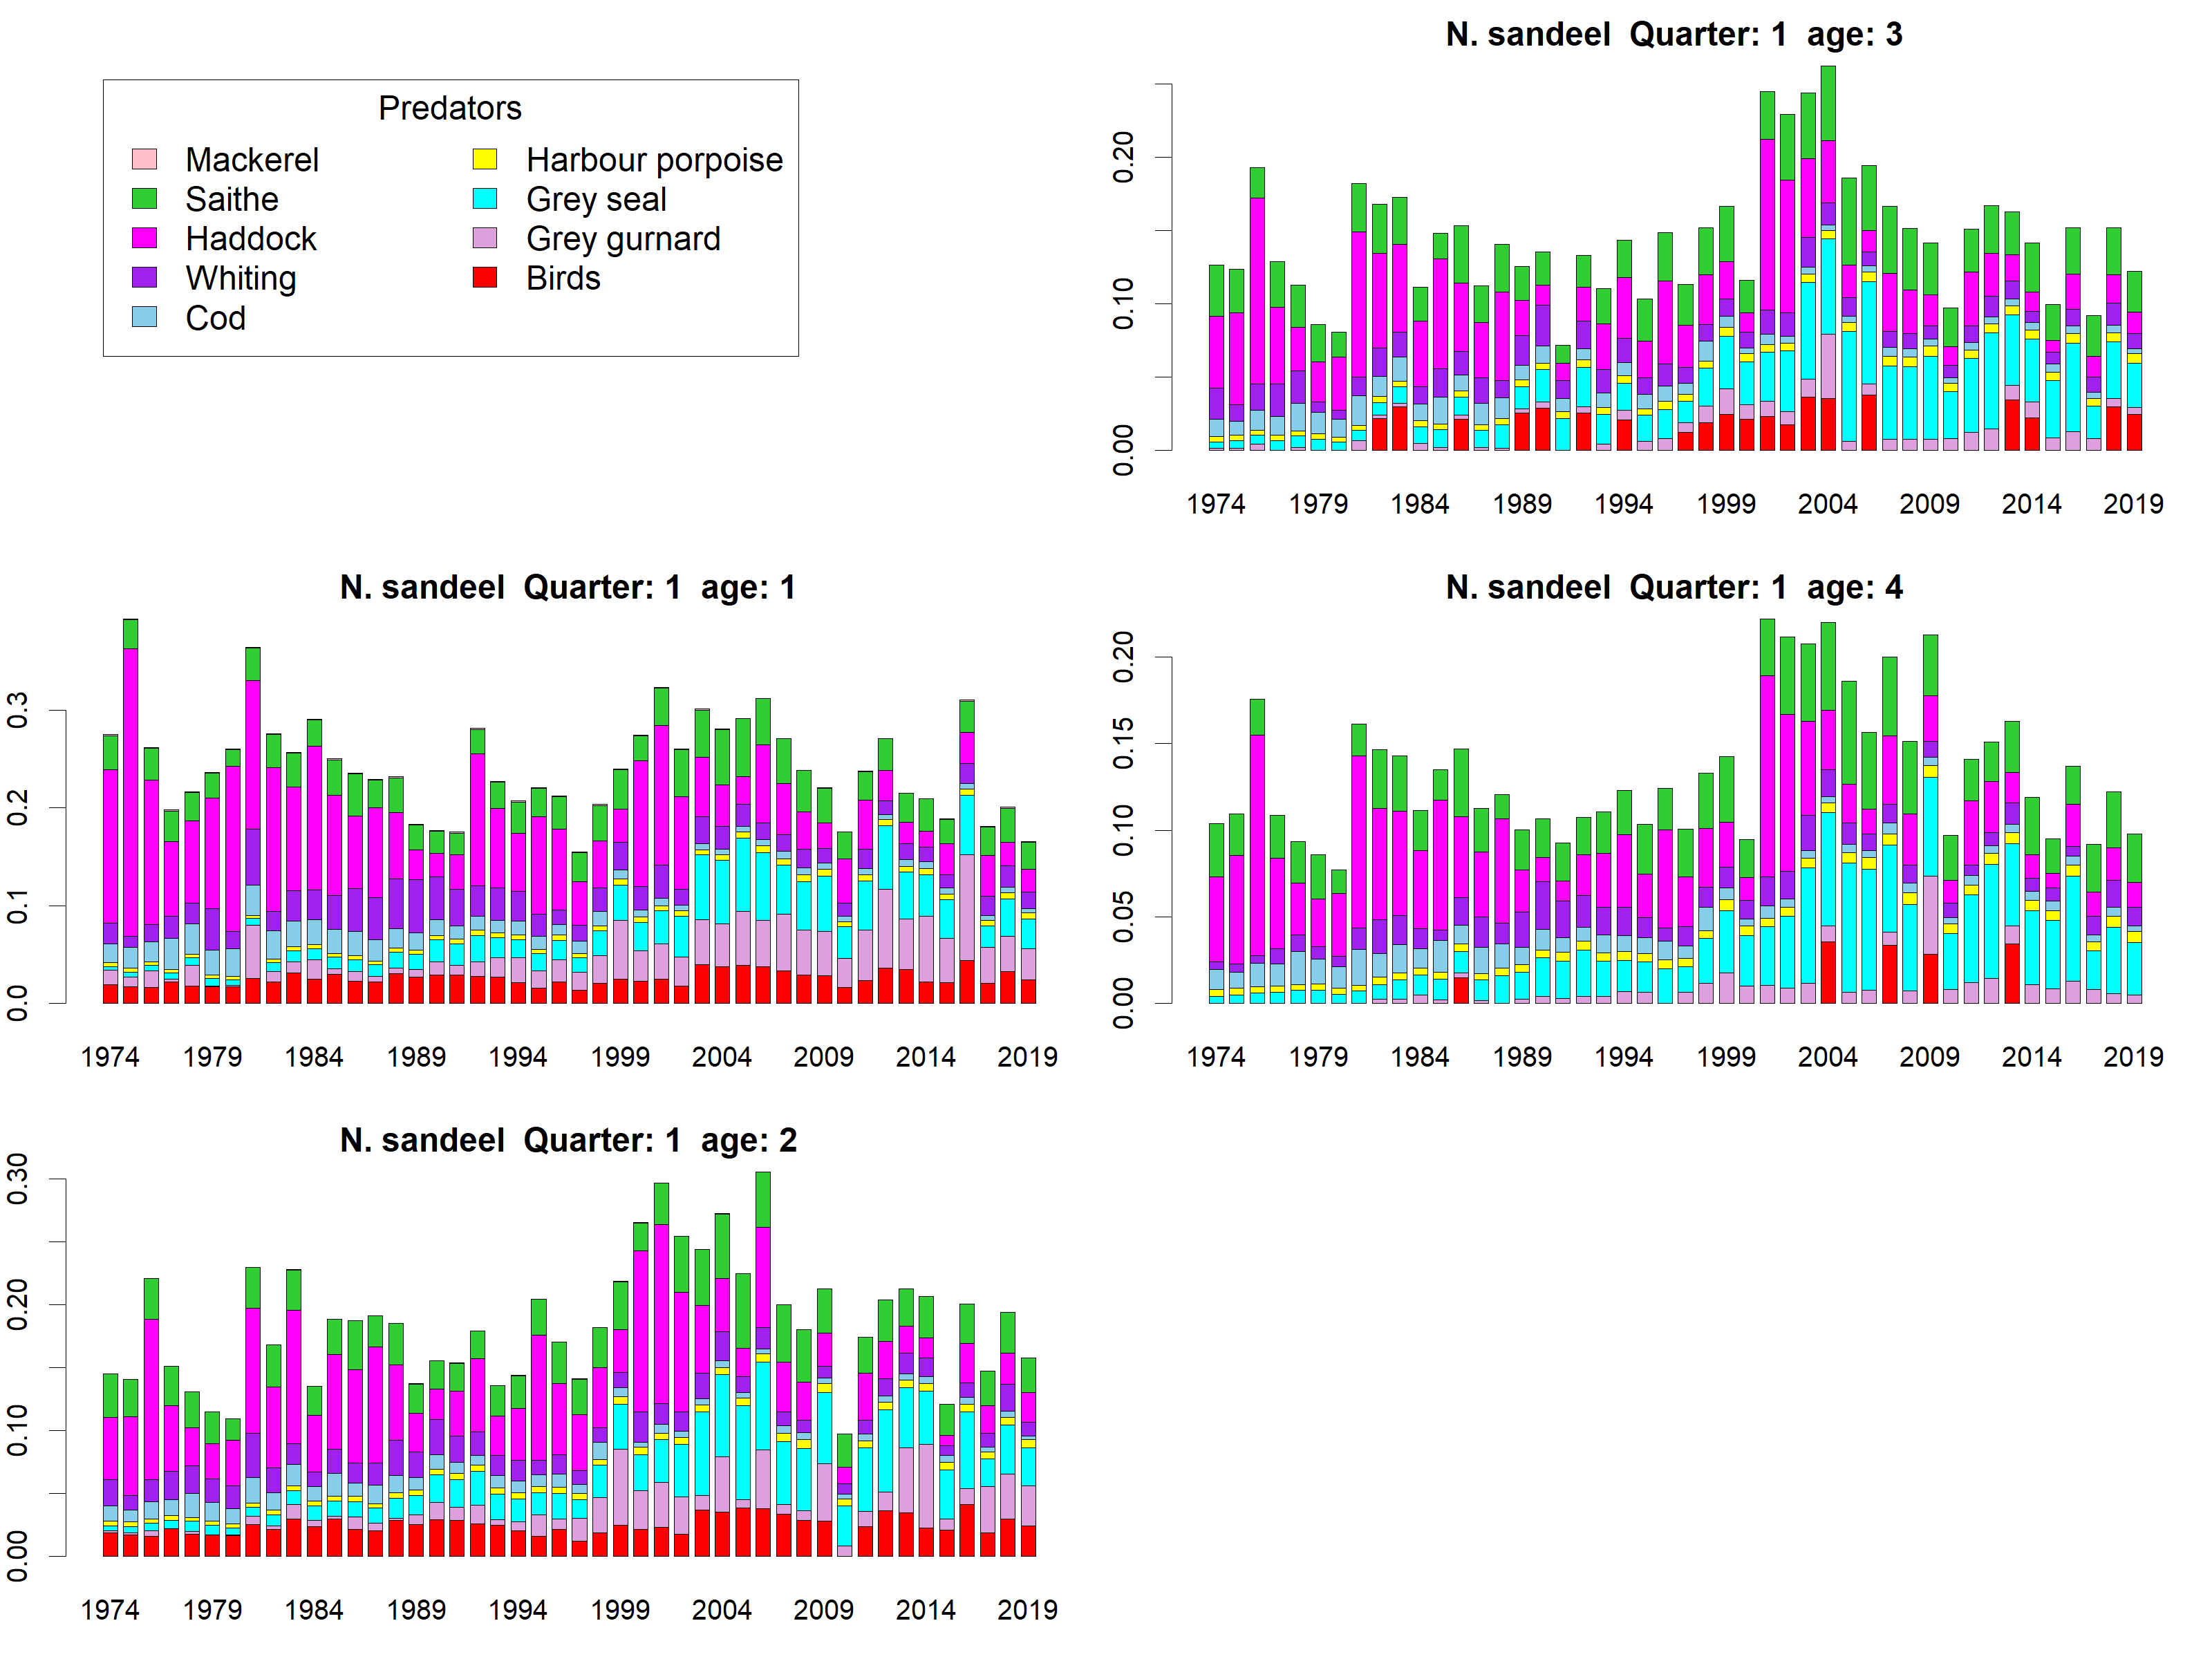 Predators
Mackerel
Saithe
Haddock
Whiting
Cod
Harbour porpoise
Grey seal
Grey gurnard
Birds
N. sandeel Quarter: 1 age: 3
0.00 0.10 0.20
1974 1979 1984 1989 1994 1999 2004 2009 2014 2019
N. sandeel Quarter: 1 age: 1
0.0 0.1 0.2 0.3
1974 1979 1984 1989 1994 1999 2004 2009 2014 2019
N. sandeel Quarter: 1 age: 4
0.00 0.05 0.10 0.15 0.20
1974 1979 1984 1989 1994 1999 2004 2009 2014 2019
N. sandeel Quarter: 1 age: 2
0.00 0.10 0.20 0.30
1974 1979 1984 1989 1994 1999 2004 2009 2014 2019